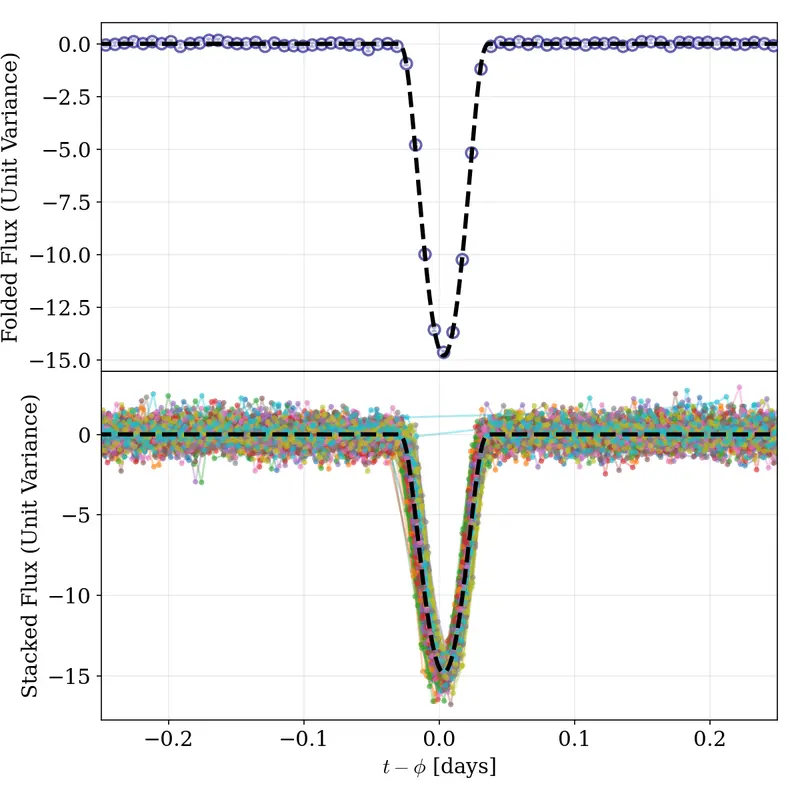 Folded Flux (Unit Variance)
0.0
−2.5
−5.0
−7.5
−10.0
−12.5
−15.0
Stacked Flux (Unit Variance)
0
−5
−10
−15
−0.2 −0.1 0.0 0.1 0.2
t − ϕ [days]